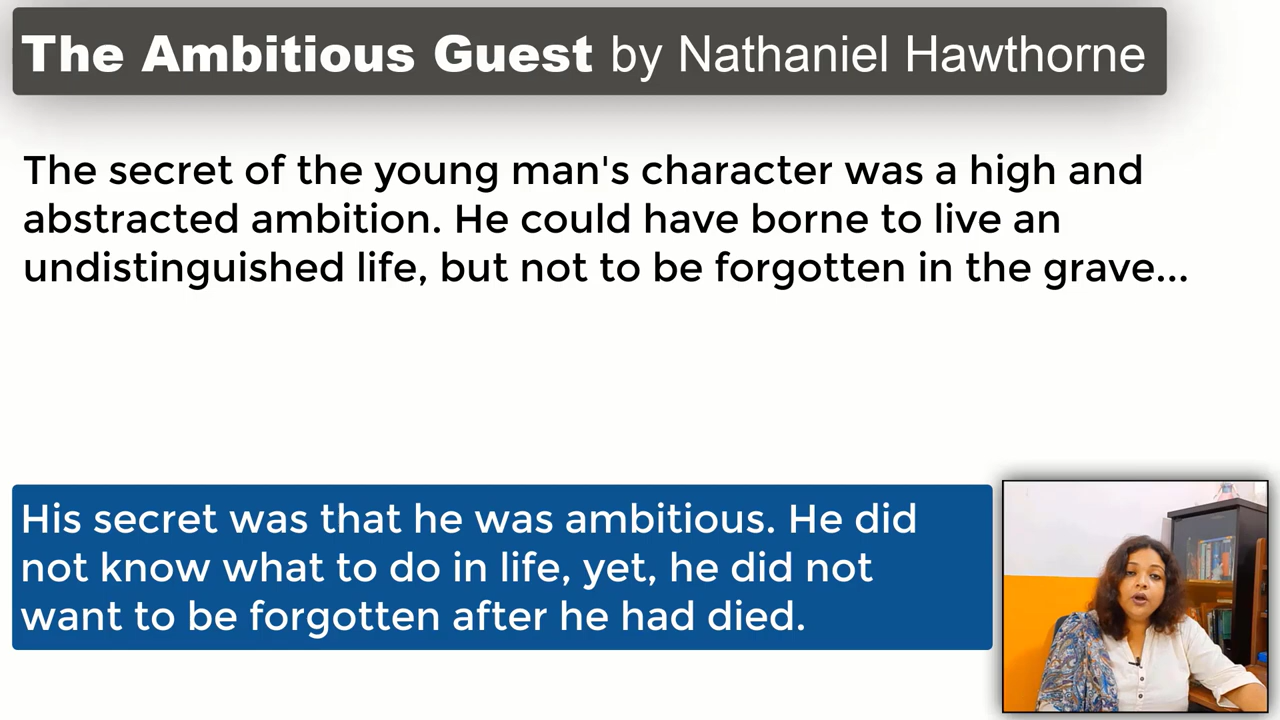 The Ambitious Guest by Nathaniel Hawthorne
The secret of the young man's character was a high and
abstracted ambition. He could have borne to live an
undistinguished life, but not to be forgotten in the grave...
His secret was that he was ambitious. He did
not know what to do in life, yet, he did not
want to be forgotten after he had died.